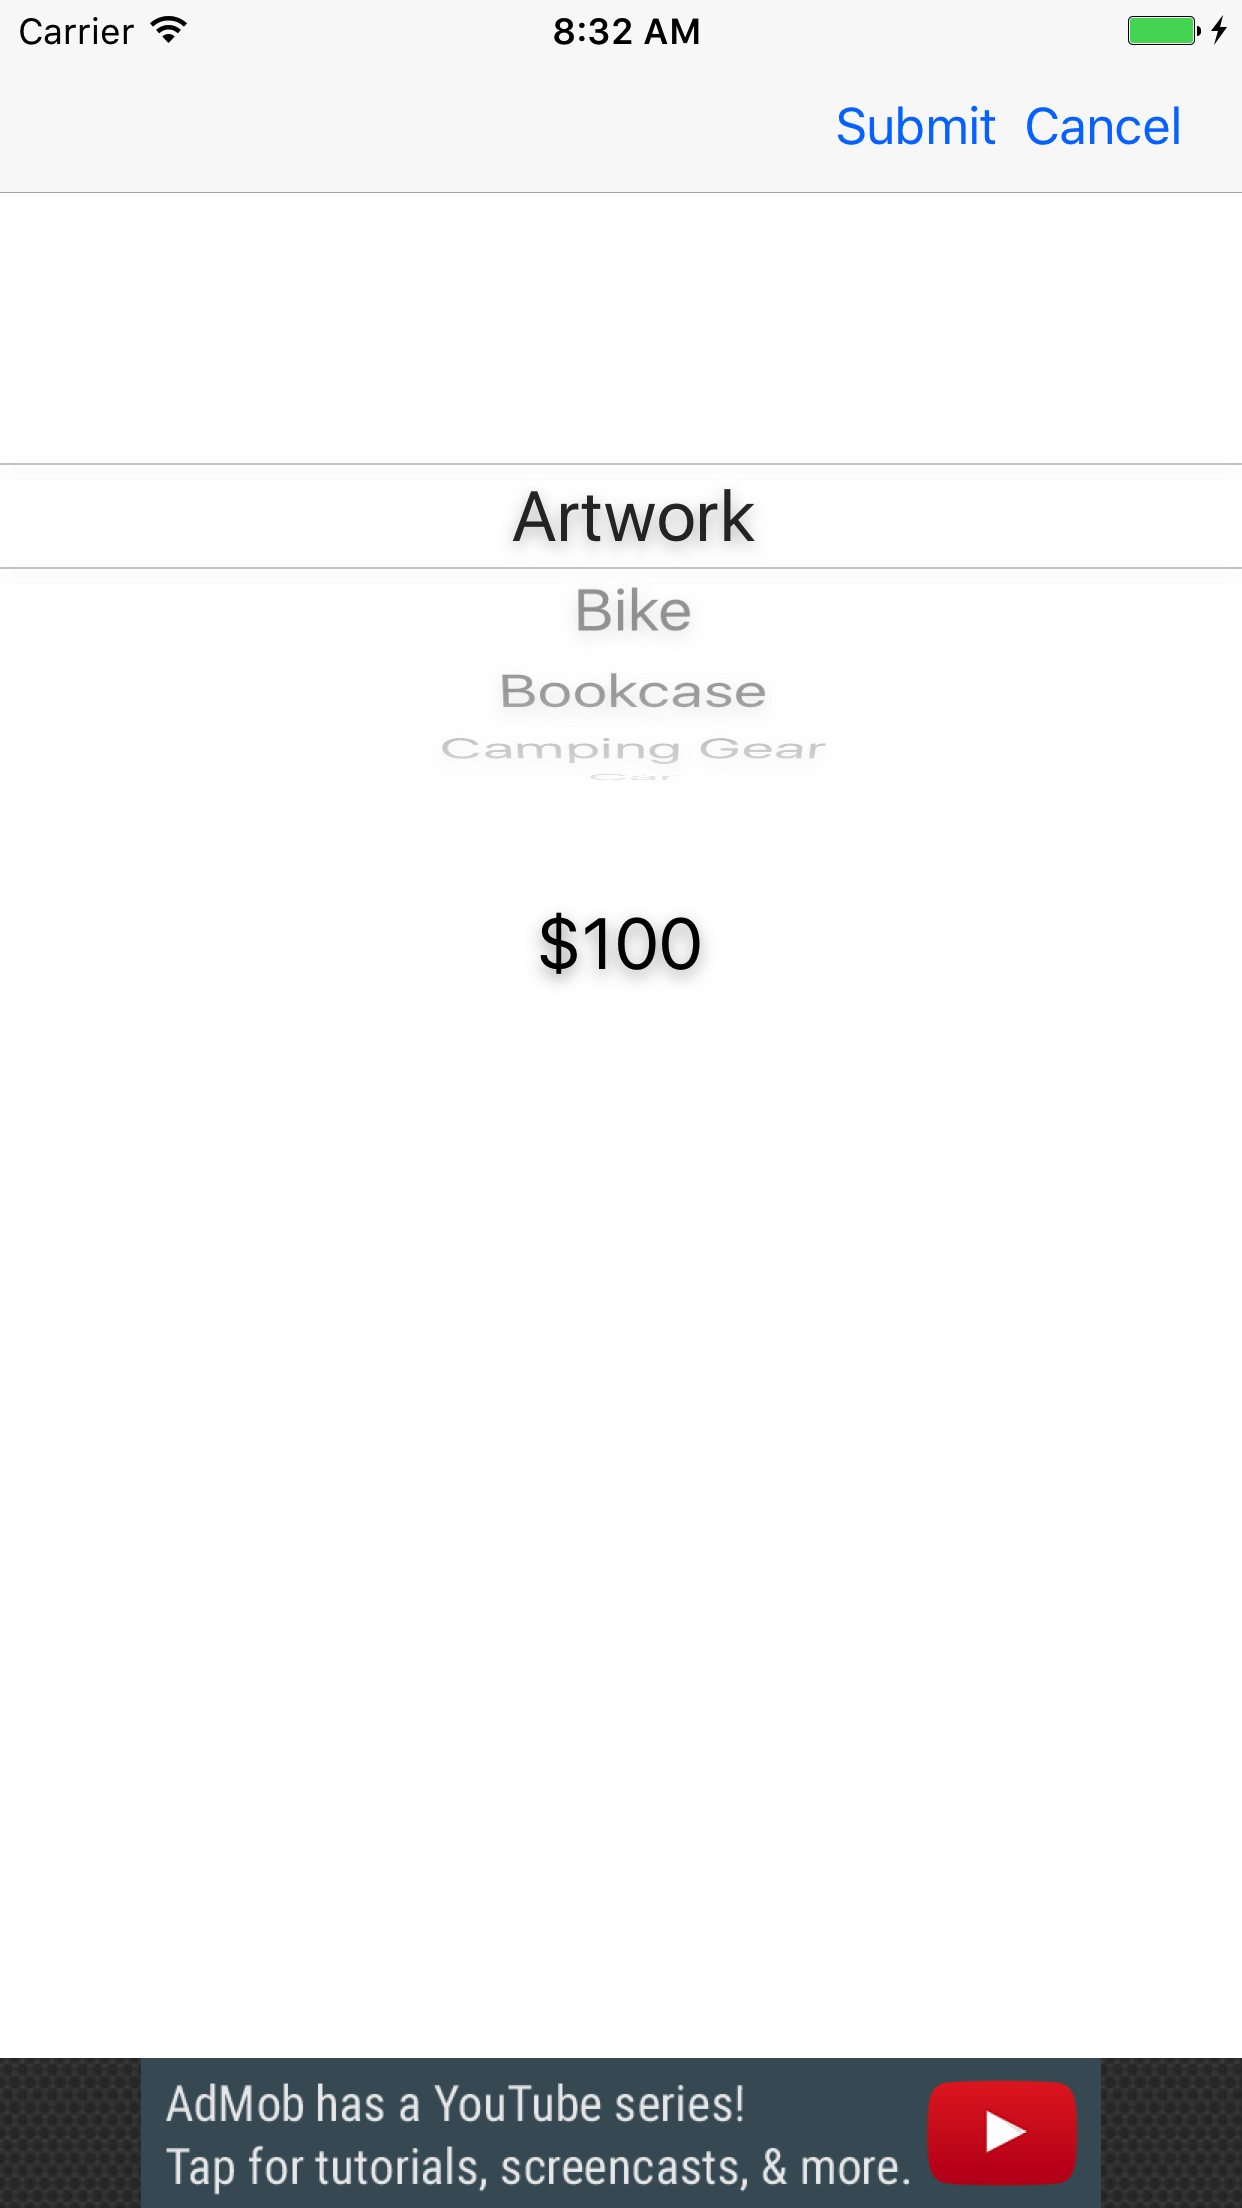 Carrier 8:32 AM
Submit Cancel
Artwork
Bike
Bookcase
Camping Gear
Car
$100
AdMob has a YouTube series!
Tap for tutorials, screencasts, & more.